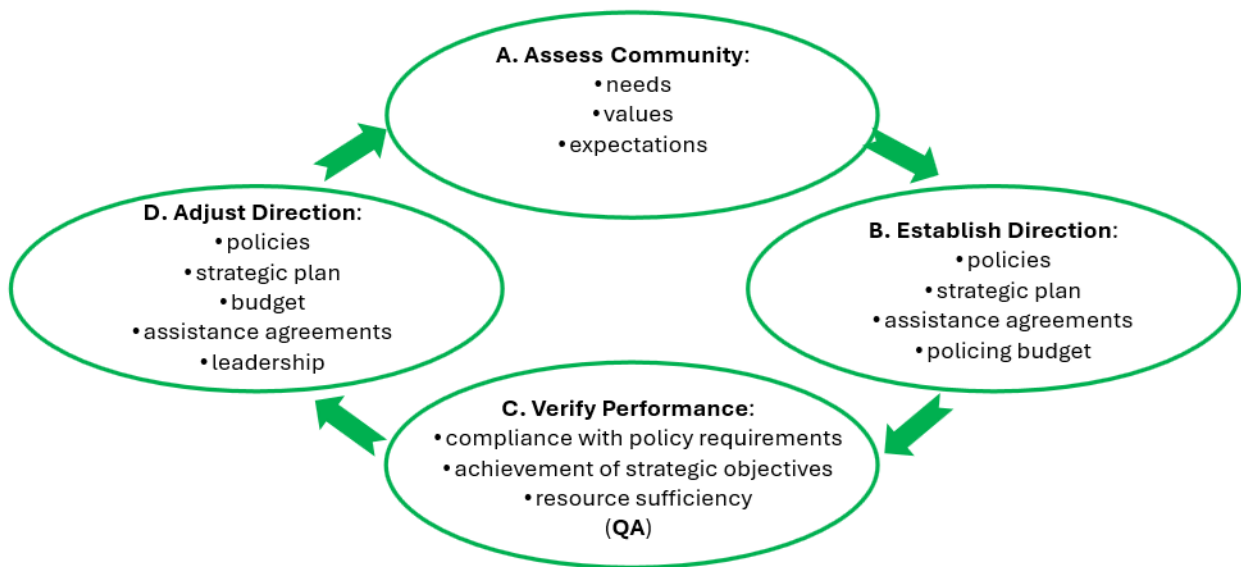 A. Assess Community:
• needs
• values
• expectations
B. Establish Direction:
• policies
• strategic plan
• assistance agreements
• policing budget
C. Verify Performance:
• compliance with policy requirements
• achievement of strategic objectives
• resource sufficiency
(QA)
D. Adjust Direction:
• policies
• strategic plan
• budget
• assistance agreements
• leadership